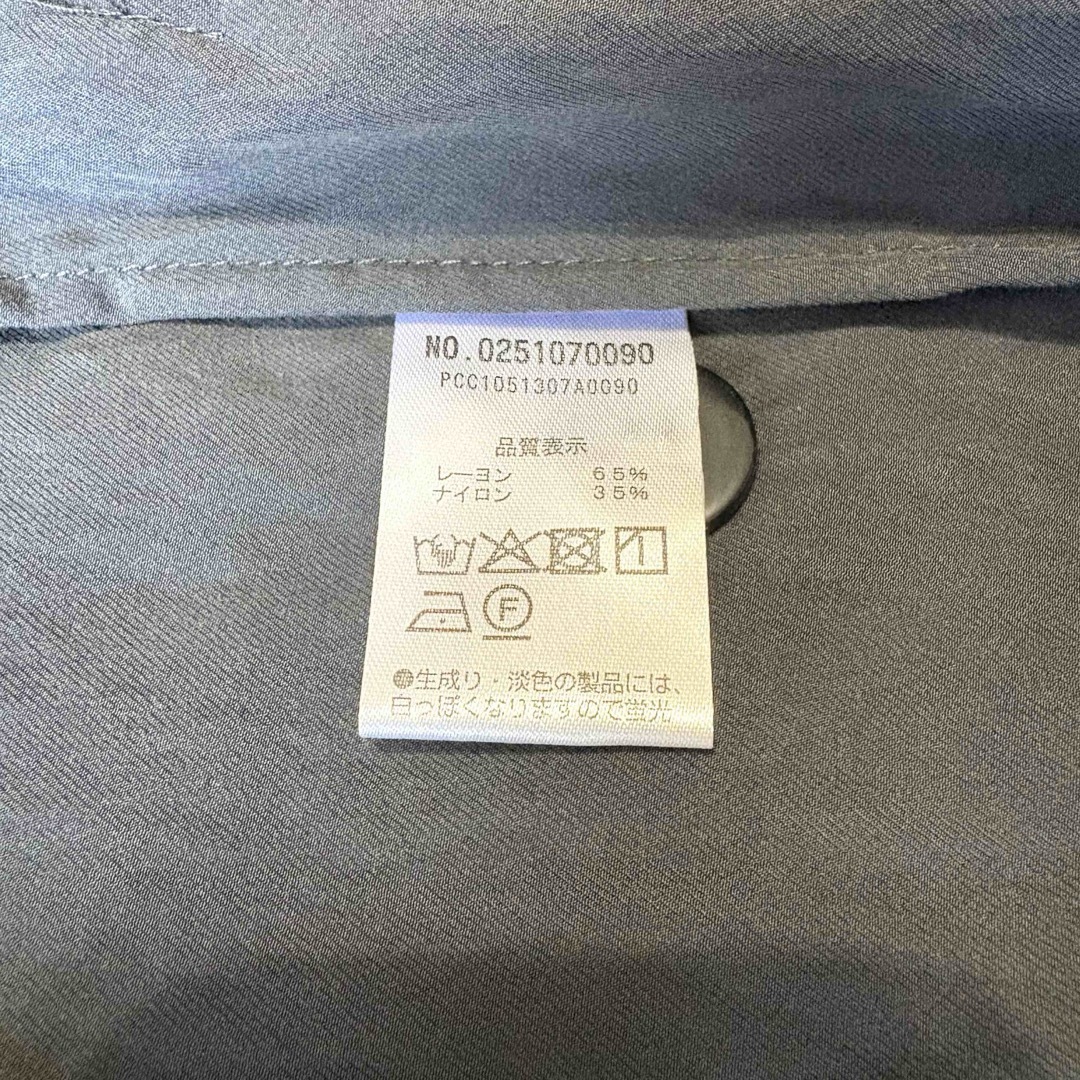 NO.0251070090
PCC1051307A0090
品質表示
レーヨン 65%
ナイロン 35%
F
●生成り・淡色の製品には、
白っぽくなりますので蛍光